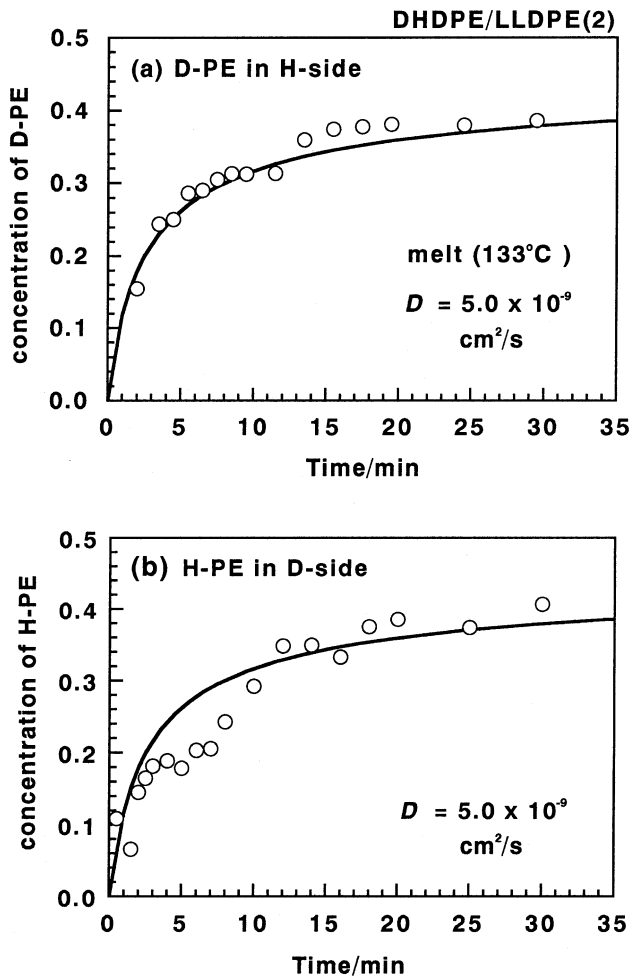 DHDPE/LLDPE(2)
0.5
(a) D-PE in H-side
0.4
0.3
0.2
0.1
0.0
concentration of D-PE
melt (133°C )
D = 5.0 x 10⁻⁹
cm²/s
0 5 10 15 20 25 30 35
Time/min
0.5
(b) H-PE in D-side
0.4
0.3
0.2
0.1
0.0
concentration of H-PE
D = 5.0 x 10⁻⁹
cm²/s
0 5 10 15 20 25 30 35
Time/min